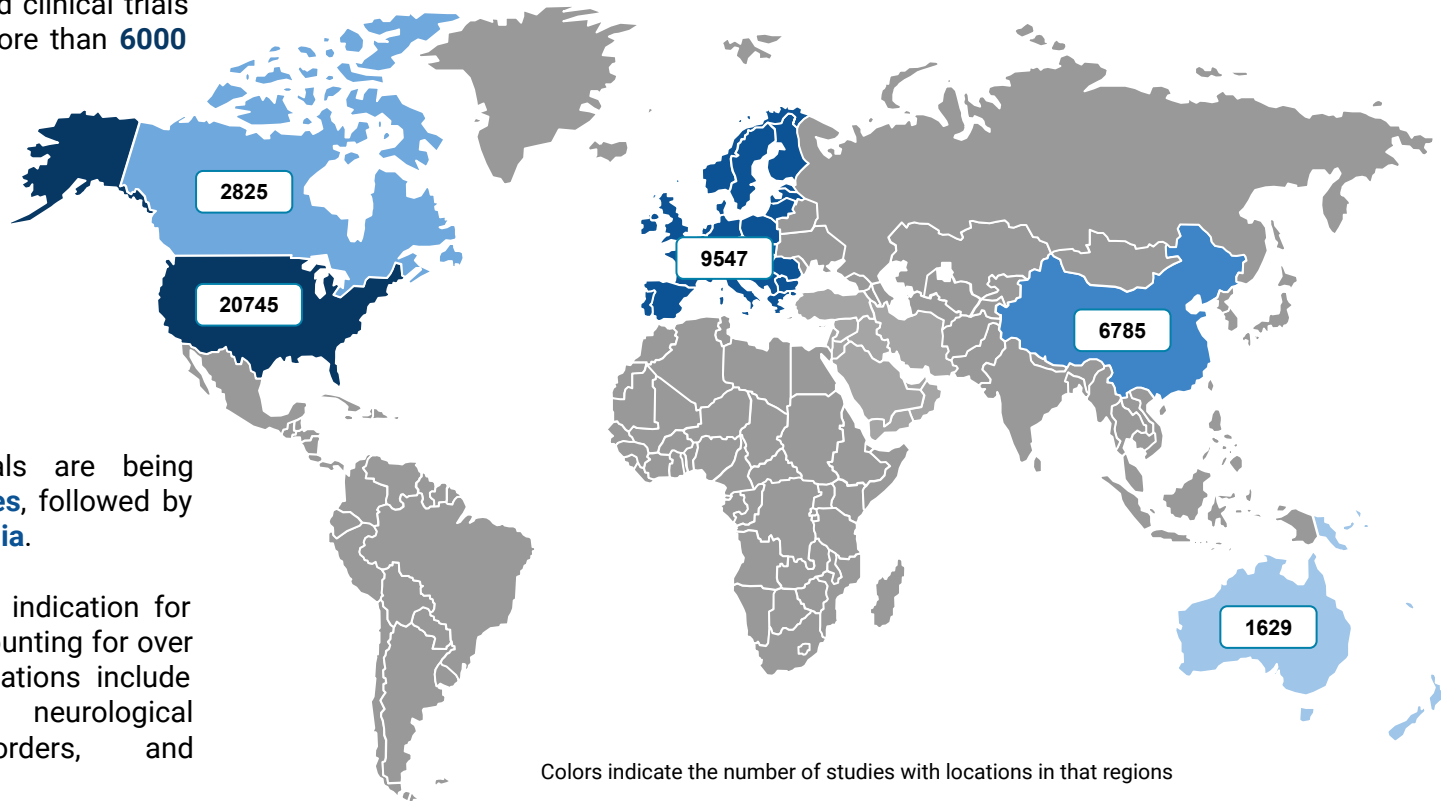 d clinical trials
ore than 6000
2825
9547
20745
6785
als are being
es, followed by
ia.
indication for
unting for over
1629
ations include
neurological
orders, and
Colors indicate the number of studies with locations in that regions